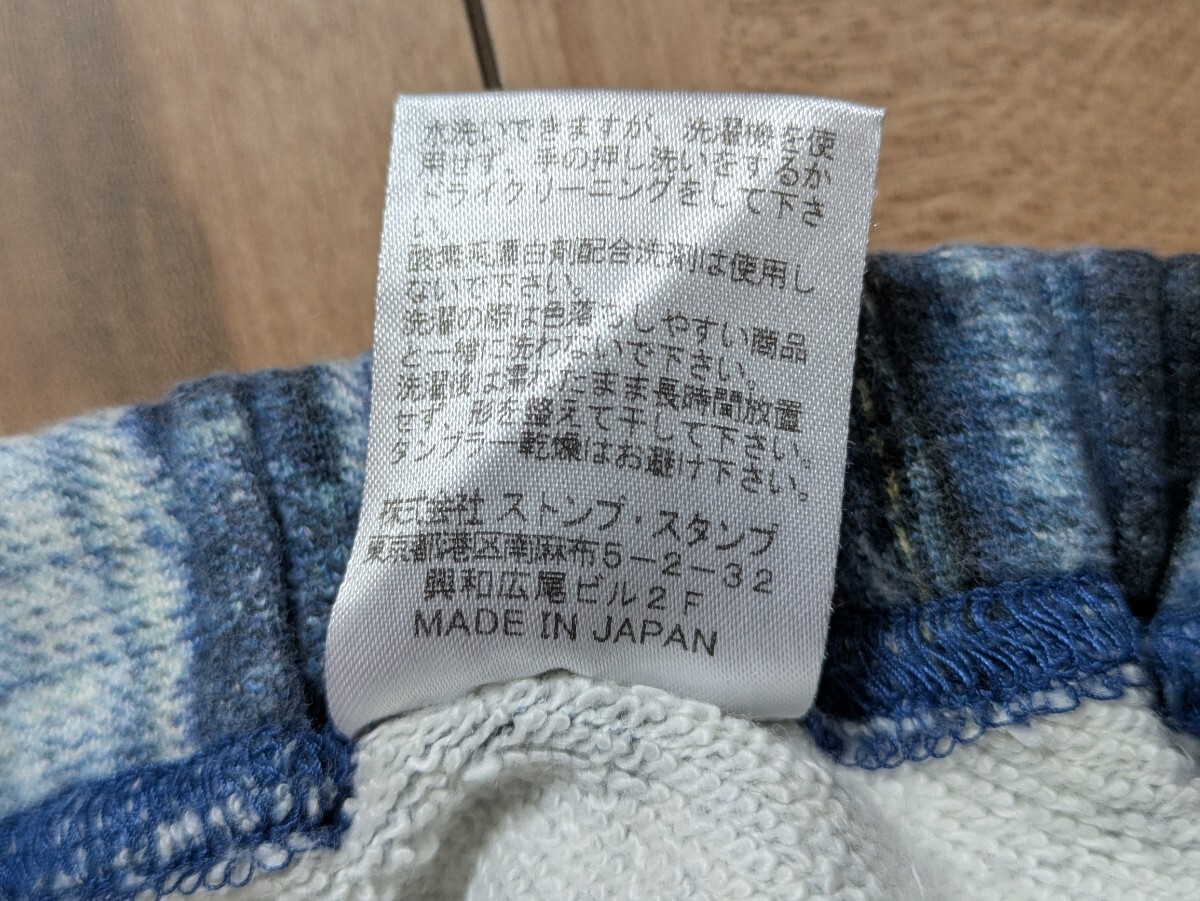 水洗いできますが、洗濯機を使
用せず、手の押し洗いをするか
ドライクリーニングをして下さ
い。
漂白剤配合洗剤は使用し
ないで下さい。
洗濯の際は色落ちしやすい商品
と一緒に洗わないで下さい。
洗濯後は濡れたまま長時間放置
せず、形を整えて干して下さい。
タンブラー乾燥はお避け下さい。
株式会社 ストンプ・スタンプ
東京都港区南麻布5-2-32
興和広尾ビル2F
MADE IN JAPAN